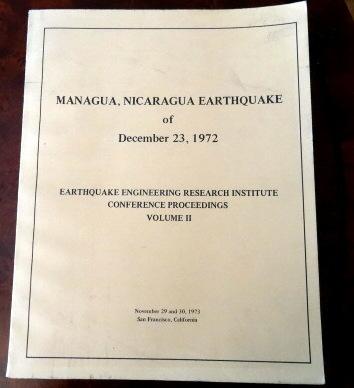 MANAGUA, NICARAGUA EARTHQUAKE
of
December 23, 1972
EARTHQUAKE ENGINEERING RESEARCH INSTITUTE
CONFERENCE PROCEEDINGS
VOLUME II
November 29 and 30, 1973
San Francisco, California